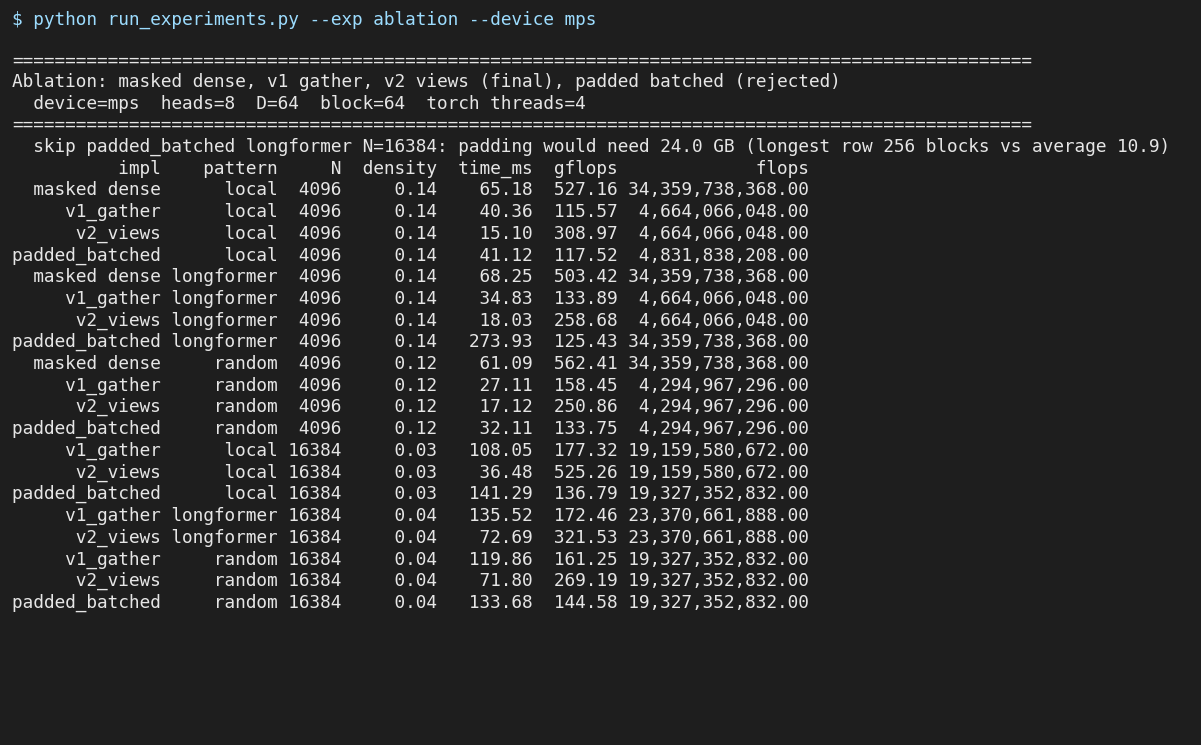 $ python run_experiments.py --exp ablation --device mps
================================================================================================
Ablation: masked dense, v1 gather, v2 views (final), padded batched (rejected)
  device=mps  heads=8  D=64  block=64  torch threads=4
================================================================================================
  skip padded_batched longformer N=16384: padding would need 24.0 GB (longest row 256 blocks vs average 10.9)
          impl    pattern     N  density  time_ms  gflops             flops
  masked dense      local  4096     0.14    65.18  527.16 34,359,738,368.00
     v1_gather      local  4096     0.14    40.36  115.57  4,664,066,048.00
      v2_views      local  4096     0.14    15.10  308.97  4,664,066,048.00
padded_batched      local  4096     0.14    41.12  117.52  4,831,838,208.00
  masked dense longformer  4096     0.14    68.25  503.42 34,359,738,368.00
     v1_gather longformer  4096     0.14    34.83  133.89  4,664,066,048.00
      v2_views longformer  4096     0.14    18.03  258.68  4,664,066,048.00
padded_batched longformer  4096     0.14   273.93  125.43 34,359,738,368.00
  masked dense     random  4096     0.12    61.09  562.41 34,359,738,368.00
     v1_gather     random  4096     0.12    27.11  158.45  4,294,967,296.00
      v2_views     random  4096     0.12    17.12  250.86  4,294,967,296.00
padded_batched     random  4096     0.12    32.11  133.75  4,294,967,296.00
     v1_gather      local 16384     0.03   108.05  177.32 19,159,580,672.00
      v2_views      local 16384     0.03    36.48  525.26 19,159,580,672.00
padded_batched      local 16384     0.03   141.29  136.79 19,327,352,832.00
     v1_gather longformer 16384     0.04   135.52  172.46 23,370,661,888.00
      v2_views longformer 16384     0.04    72.69  321.53 23,370,661,888.00
     v1_gather     random 16384     0.04   119.86  161.25 19,327,352,832.00
      v2_views     random 16384     0.04    71.80  269.19 19,327,352,832.00
padded_batched     random 16384     0.04   133.68  144.58 19,327,352,832.00